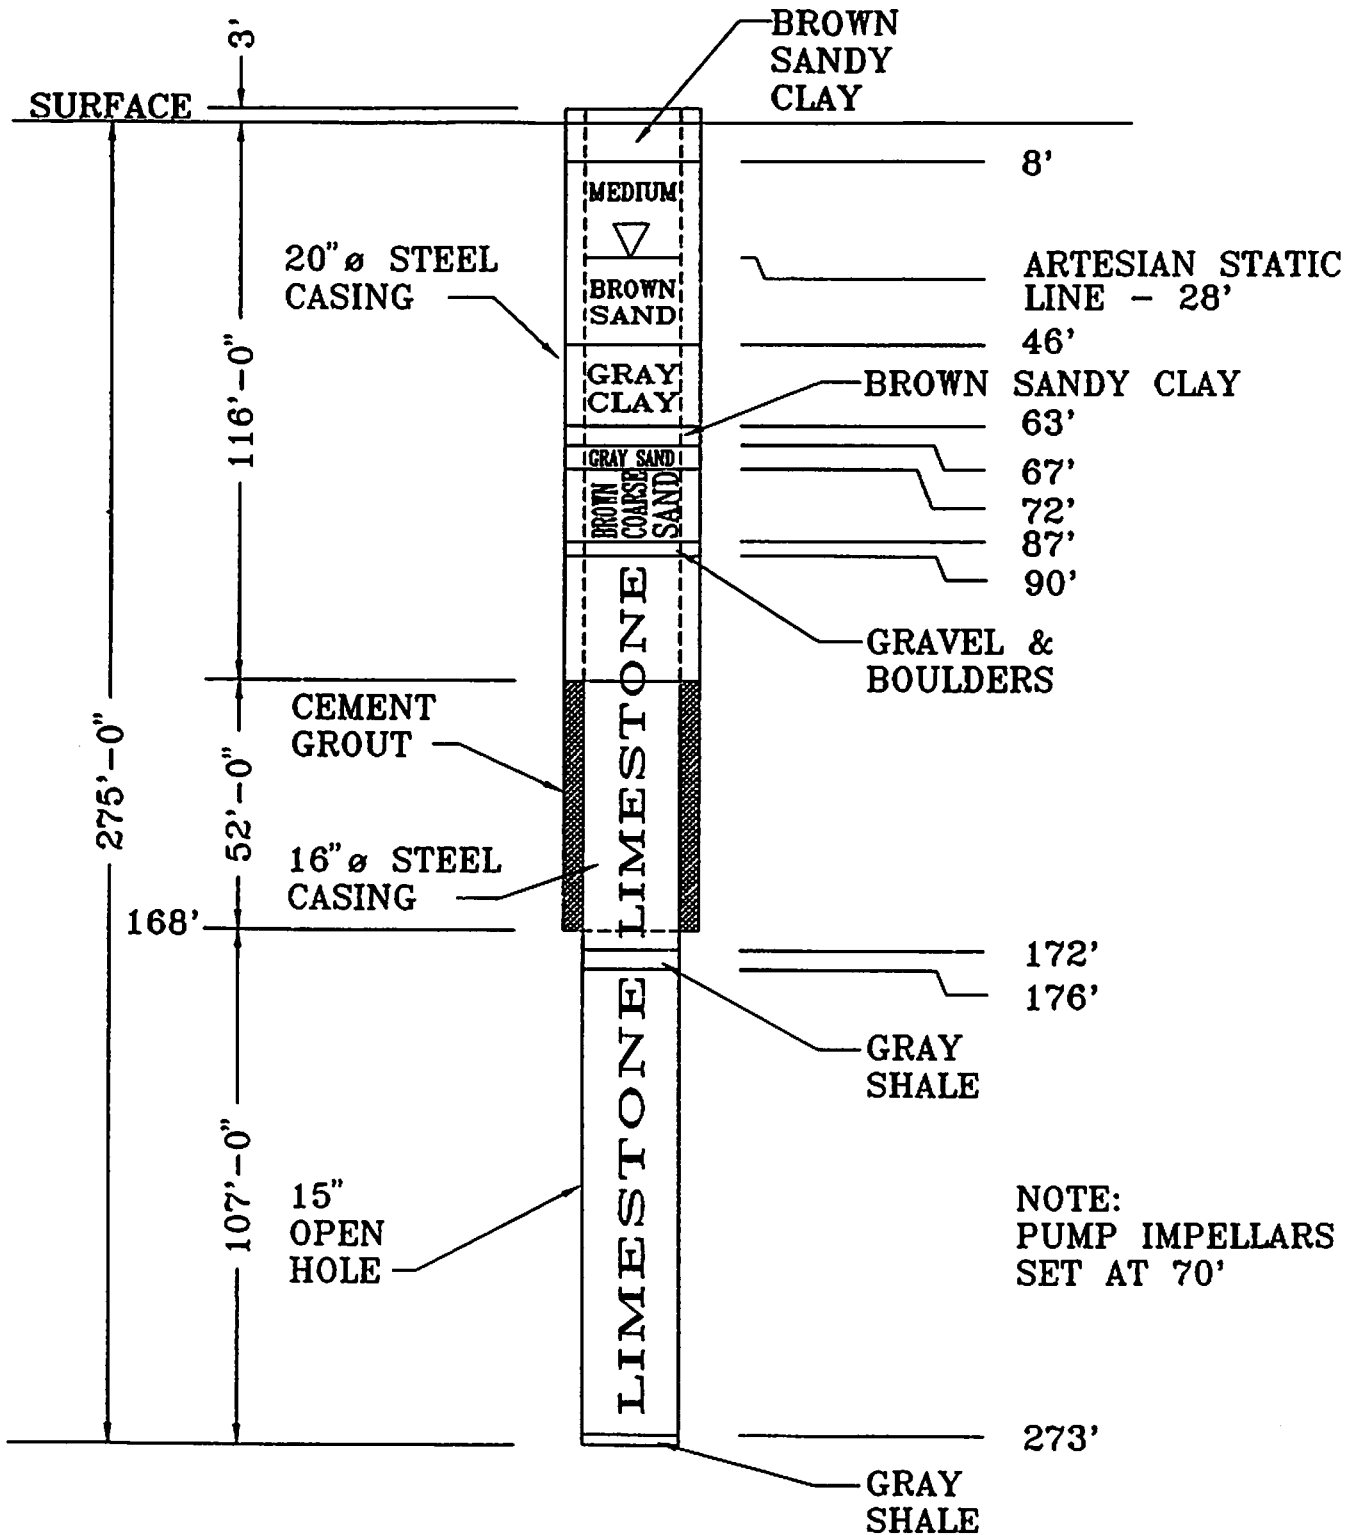 3'
BROWN
SANDY
CLAY
SURFACE
8'
MEDIUM
20"ø STEEL
CASING
ARTESIAN STATIC
LINE - 28'
BROWN
SAND
46'
GRAY
CLAY
BROWN SANDY CLAY
63'
116'-0"
GRAY SAND
67'
BROWN
COARSE
SAND
72'
87'
90'
GRAVEL &
BOULDERS
LIMESTONE
CEMENT
GROUT
275'-0"
52'-0"
16"ø STEEL
CASING
168'
172'
176'
GRAY
SHALE
LIMESTONE
107'-0"
15"
OPEN
HOLE
NOTE:
PUMP IMPELLARS
SET AT 70'
273'
GRAY
SHALE